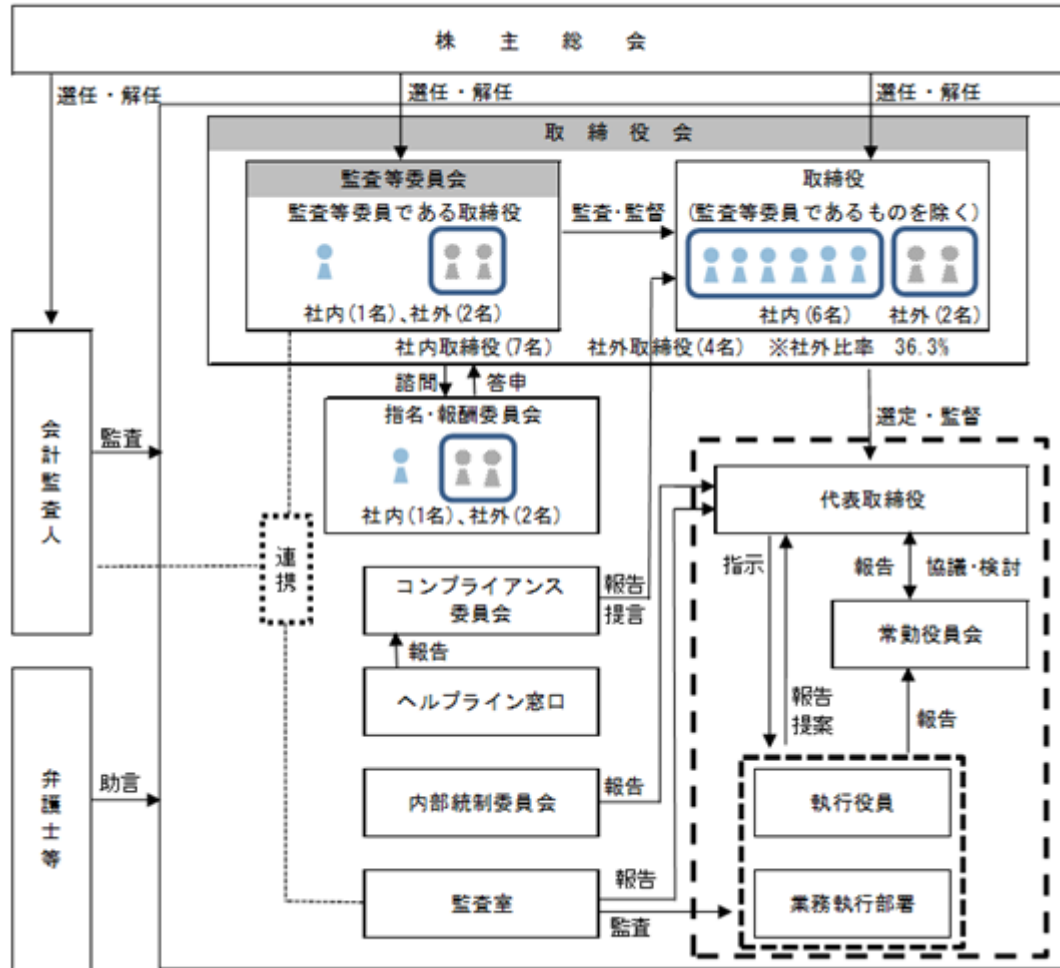 株主総会
選任・解任
選任・解任
選任・解任
取締役会
監査等委員会
監査等委員である取締役
社内(1名)、社外(2名)
監査・監督
取締役
(監査等委員であるものを除く)
社内(6名)
社外(2名)
社内取締役(7名)
社外取締役(4名)
※社外比率 36.3%
諮問
答申
指名・報酬委員会
社内(1名)、社外(2名)
選定・監督
会計監査人
監査
代表取締役
連携
指示
報告
協議・検討
コンプライアンス
委員会
報告
提言
常勤役員会
報告
ヘルプライン窓口
報告
提案
報告
弁護士等
助言
内部統制委員会
報告
執行役員
監査室
報告
監査
業務執行部署